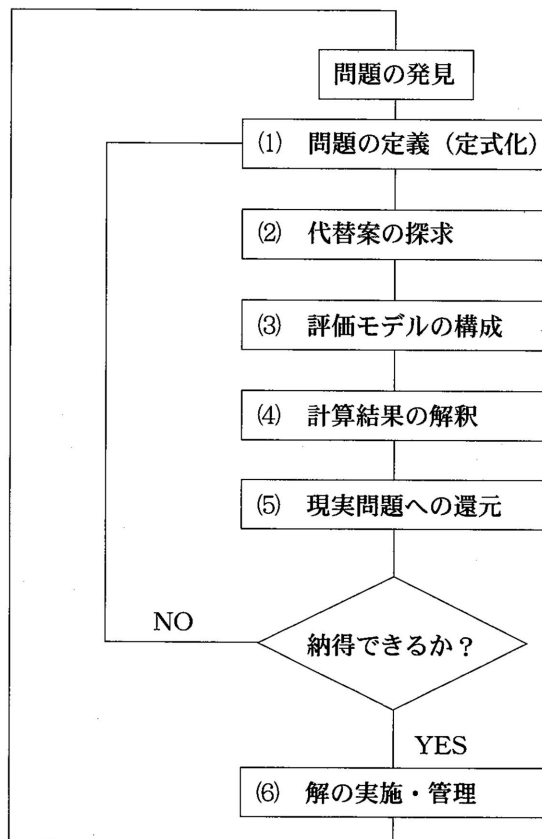 問題の発見
⑴ 問題の定義（定式化）
⑵ 代替案の探求
⑶ 評価モデルの構成
⑷ 計算結果の解釈
⑸ 現実問題への還元
納得できるか？
NO
YES
⑹ 解の実施・管理